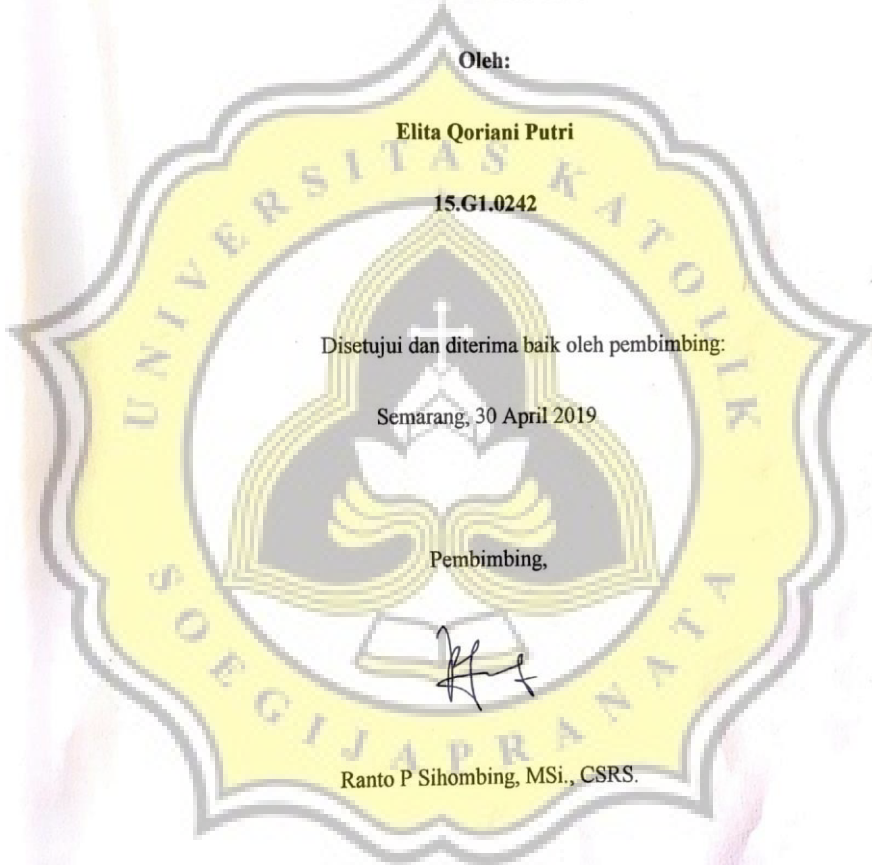 Oleh:
Elita Qoriani Putri
15.G1.0242
Disetujui dan diterima baik oleh pembimbing:
Semarang, 30 April 2019
Pembimbing,
Ranto P Sihombing, MSi., CSRS.
UNIVERSITAS KATOLIK
SOEGIJAPRANATA